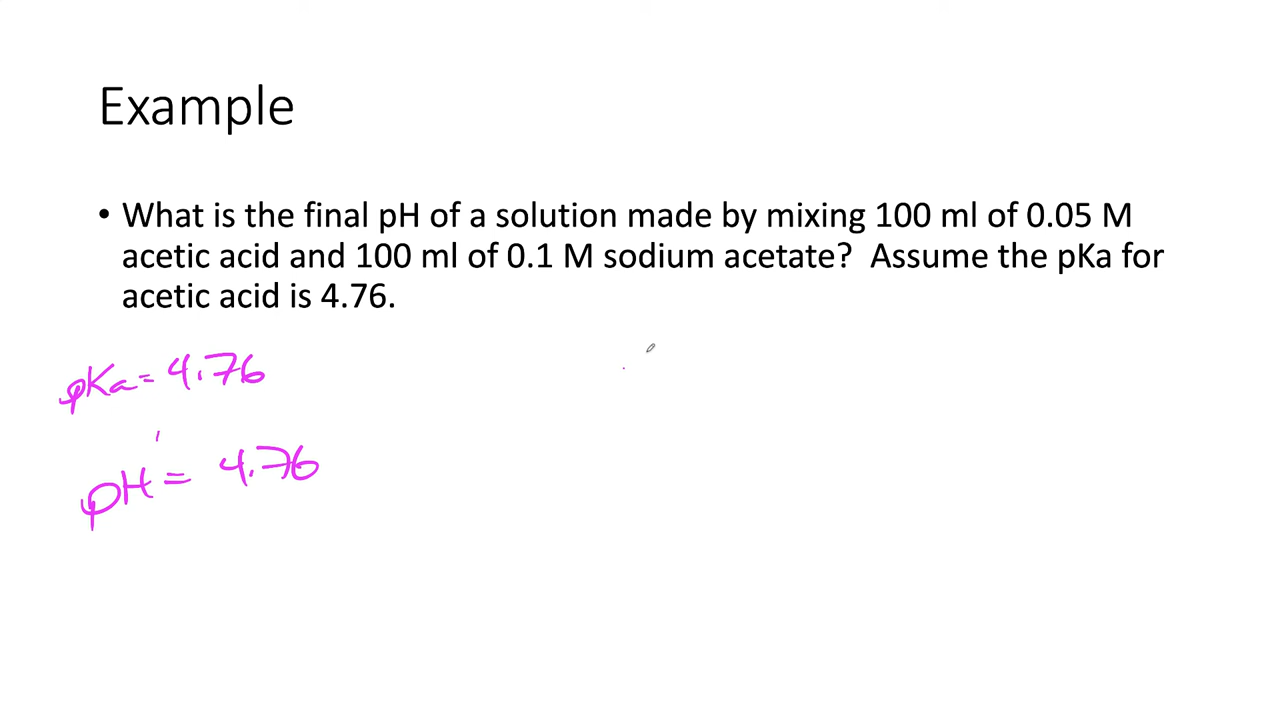 Example
• What is the final pH of a solution made by mixing 100 ml of 0.05 M
acetic acid and 100 ml of 0.1 M sodium acetate? Assume the pKa for
acetic acid is 4.76.
pKa = 4.76
pH = 4.76